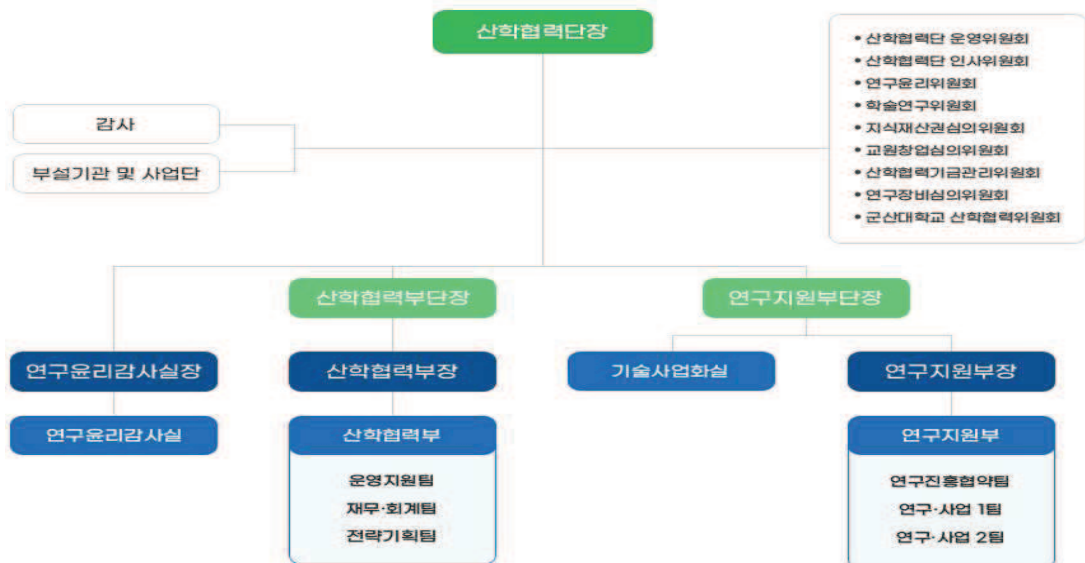 산학협력단장
• 산학협력단 운영위원회
• 산학협력단 인사위원회
• 연구윤리위원회
• 학술연구위원회
• 지식재산권심의위원회
• 교원창업심의위원회
• 산학협력기금관리위원회
• 연구장비심의위원회
• 군산대학교 산학협력위원회
감사
부설기관 및 사업단
산학협력부단장
연구지원부단장
연구윤리감사실장
산학협력부장
기술사업화실
연구지원부장
연구윤리감사실
산학협력부
연구지원부
운영지원팀
재무·회계팀
전략기획팀
연구진흥협약팀
연구·사업 1팀
연구·사업 2팀